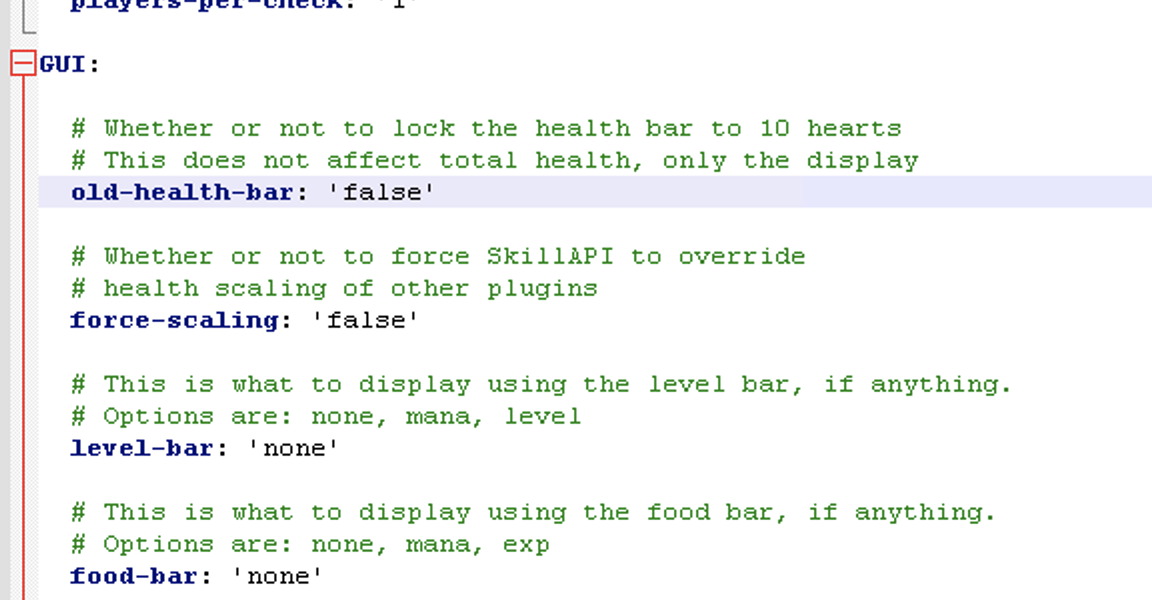 players-per-check: '1'
GUI:
# Whether or not to lock the health bar to 10 hearts
# This does not affect total health, only the display
old-health-bar: 'false'
# Whether or not to force SkillAPI to override
# health scaling of other plugins
force-scaling: 'false'
# This is what to display using the level bar, if anything.
# Options are: none, mana, level
level-bar: 'none'
# This is what to display using the food bar, if anything.
# Options are: none, mana, exp
food-bar: 'none'